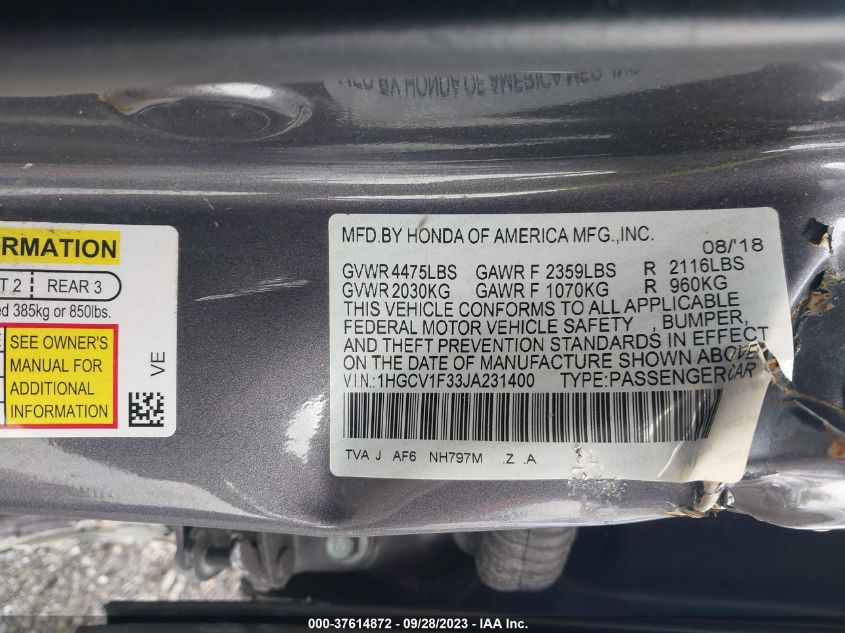 RMATION
T 2 REAR 3
ed 385kg or 850lbs.
SEE OWNER'S
MANUAL FOR
ADDITIONAL
INFORMATION
VE
MFD.BY HONDA OF AMERICA MFG.,INC.
08/'18
GVWR 4475LBS GAWR F 2359LBS R 2116LBS
GVWR 2030KG GAWR F 1070KG R 960KG
THIS VEHICLE CONFORMS TO ALL APPLICABLE
FEDERAL MOTOR VEHICLE SAFETY , BUMPER,
AND THEFT PREVENTION STANDARDS IN EFFECT
ON THE DATE OF MANUFACTURE SHOWN ABOVE.
V.I.N.:1HGCV1F33JA231400 TYPE:PASSENGER CAR
TVA J AF6 NH797M .Z .A
000-37614872 - 09/28/2023 - IAA Inc.